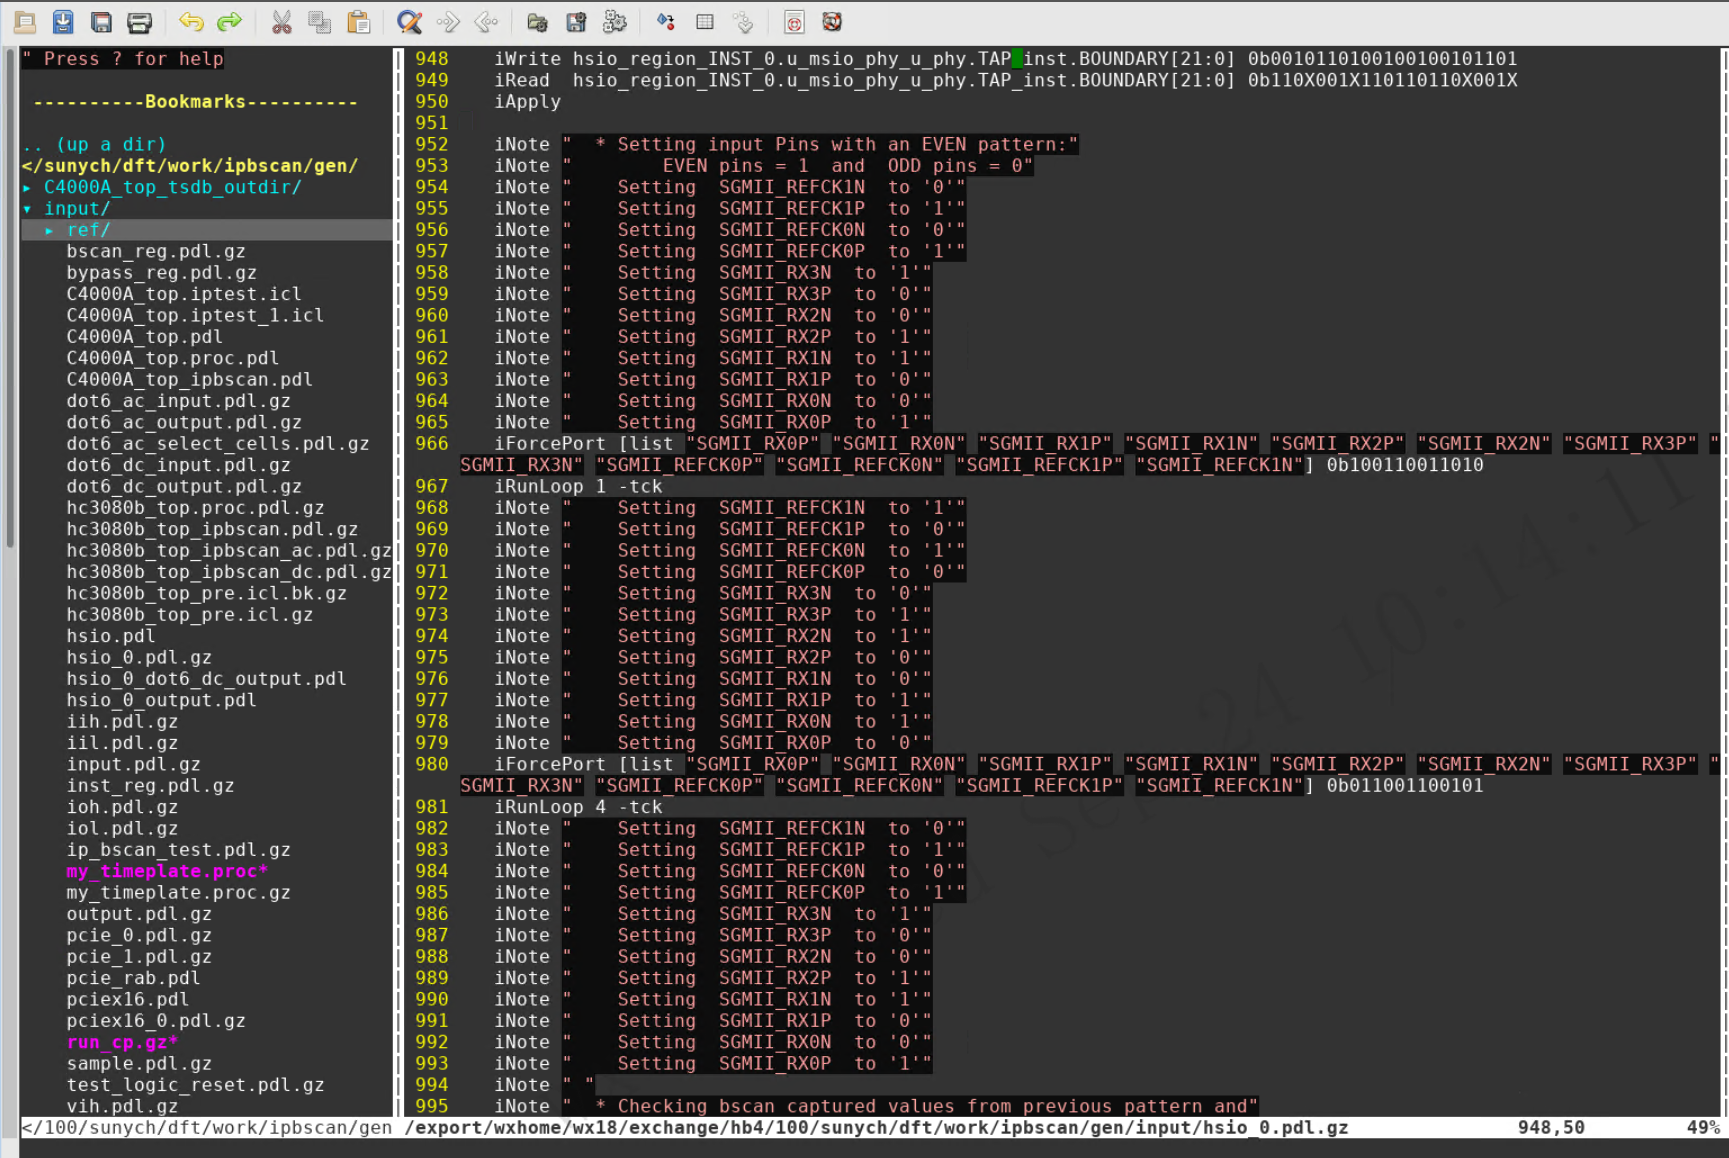 " Press ? for help
----------Bookmarks----------
.. (up a dir)
</sunych/dft/work/ipbscan/gen/
▸ C4000A_top_tsdb_outdir/
▾ input/
▸ ref/
bscan_reg.pdl.gz
bypass_reg.pdl.gz
C4000A_top.iptest.icl
C4000A_top.iptest_1.icl
C4000A_top.pdl
C4000A_top.proc.pdl
C4000A_top_ipbscan.pdl
dot6_ac_input.pdl.gz
dot6_ac_output.pdl.gz
dot6_ac_select_cells.pdl.gz
dot6_dc_input.pdl.gz
dot6_dc_output.pdl.gz
hc3080b_top.proc.pdl.gz
hc3080b_top_ipbscan.pdl.gz
hc3080b_top_ipbscan_ac.pdl.gz
hc3080b_top_ipbscan_dc.pdl.gz
hc3080b_top_pre.icl.bk.gz
hc3080b_top_pre.icl.gz
hsio.pdl
hsio_0.pdl.gz
hsio_0_dot6_dc_output.pdl
hsio_0_output.pdl
iih.pdl.gz
iil.pdl.gz
input.pdl.gz
inst_reg.pdl.gz
ioh.pdl.gz
iol.pdl.gz
ip_bscan_test.pdl.gz
my_timeplate.proc*
my_timeplate.proc.gz
output.pdl.gz
pcie_0.pdl.gz
pcie_1.pdl.gz
pcie_rab.pdl
pciex16.pdl
pciex16_0.pdl.gz
run_cp.gz*
sample.pdl.gz
test_logic_reset.pdl.gz
vih.pdl.gz
</100/sunych/dft/work/ipbscan/gen
948 iWrite hsio_region_INST_0.u_msio_phy_u_phy.TAP_inst.BOUNDARY[21:0] 0b0010110100100100101101
949 iRead hsio_region_INST_0.u_msio_phy_u_phy.TAP_inst.BOUNDARY[21:0] 0b110X001X110110110X001X
950 iApply
951
952 iNote " * Setting input Pins with an EVEN pattern:"
953 iNote " EVEN pins = 1 and ODD pins = 0"
954 iNote " Setting SGMII_REFCK1N to '0'"
955 iNote " Setting SGMII_REFCK1P to '1'"
956 iNote " Setting SGMII_REFCK0N to '0'"
957 iNote " Setting SGMII_REFCK0P to '1'"
958 iNote " Setting SGMII_RX3N to '1'"
959 iNote " Setting SGMII_RX3P to '0'"
960 iNote " Setting SGMII_RX2N to '0'"
961 iNote " Setting SGMII_RX2P to '1'"
962 iNote " Setting SGMII_RX1N to '1'"
963 iNote " Setting SGMII_RX1P to '0'"
964 iNote " Setting SGMII_RX0N to '0'"
965 iNote " Setting SGMII_RX0P to '1'"
966 iForcePort [list "SGMII_RX0P" "SGMII_RX0N" "SGMII_RX1P" "SGMII_RX1N" "SGMII_RX2P" "SGMII_RX2N" "SGMII_RX3P" "
SGMII_RX3N" "SGMII_REFCK0P" "SGMII_REFCK0N" "SGMII_REFCK1P" "SGMII_REFCK1N"] 0b100110011010
967 iRunLoop 1 -tck
968 iNote " Setting SGMII_REFCK1N to '1'"
969 iNote " Setting SGMII_REFCK1P to '0'"
970 iNote " Setting SGMII_REFCK0N to '1'"
971 iNote " Setting SGMII_REFCK0P to '0'"
972 iNote " Setting SGMII_RX3N to '0'"
973 iNote " Setting SGMII_RX3P to '1'"
974 iNote " Setting SGMII_RX2N to '1'"
975 iNote " Setting SGMII_RX2P to '0'"
976 iNote " Setting SGMII_RX1N to '0'"
977 iNote " Setting SGMII_RX1P to '1'"
978 iNote " Setting SGMII_RX0N to '1'"
979 iNote " Setting SGMII_RX0P to '0'"
980 iForcePort [list "SGMII_RX0P" "SGMII_RX0N" "SGMII_RX1P" "SGMII_RX1N" "SGMII_RX2P" "SGMII_RX2N" "SGMII_RX3P" "
SGMII_RX3N" "SGMII_REFCK0P" "SGMII_REFCK0N" "SGMII_REFCK1P" "SGMII_REFCK1N"] 0b011001100101
981 iRunLoop 4 -tck
982 iNote " Setting SGMII_REFCK1N to '0'"
983 iNote " Setting SGMII_REFCK1P to '1'"
984 iNote " Setting SGMII_REFCK0N to '0'"
985 iNote " Setting SGMII_REFCK0P to '1'"
986 iNote " Setting SGMII_RX3N to '1'"
987 iNote " Setting SGMII_RX3P to '0'"
988 iNote " Setting SGMII_RX2N to '0'"
989 iNote " Setting SGMII_RX2P to '1'"
990 iNote " Setting SGMII_RX1N to '1'"
991 iNote " Setting SGMII_RX1P to '0'"
992 iNote " Setting SGMII_RX0N to '0'"
993 iNote " Setting SGMII_RX0P to '1'"
994 iNote " "
995 iNote " * Checking bscan captured values from previous pattern and"
/export/wxhome/wx18/exchange/hb4/100/sunych/dft/work/ipbscan/gen/input/hsio_0.pdl.gz 948,50 49%
24 10:14:11